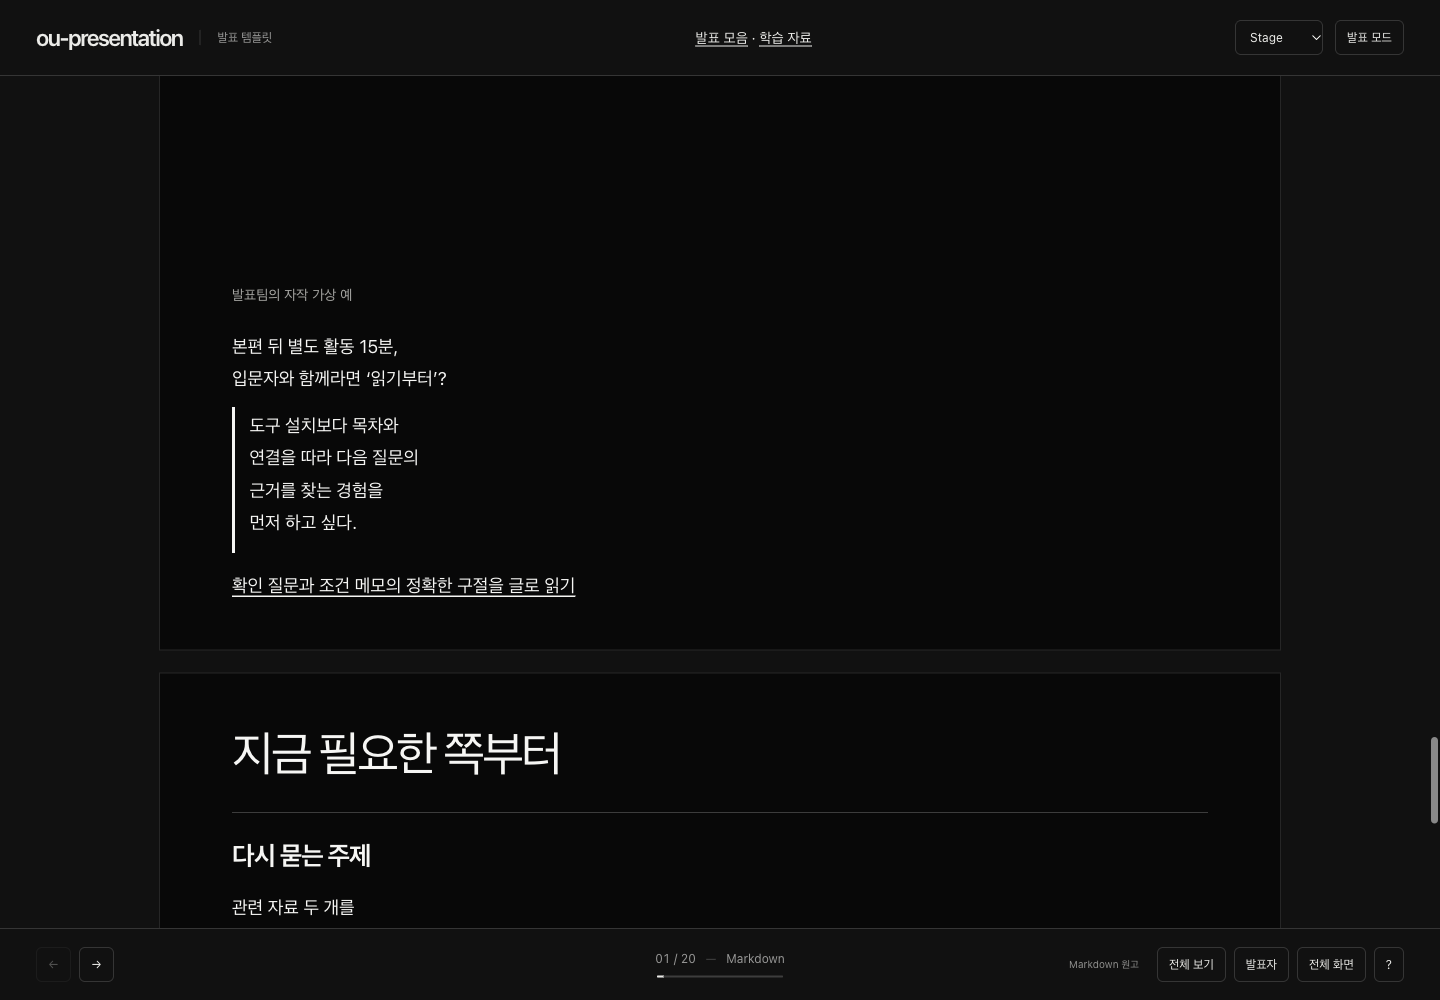 ou-presentation
발표 템플릿
발표 모음 · 학습 자료
Stage
발표 모드
발표팀의 자작 가상 예
본편 뒤 별도 활동 15분,
입문자와 함께라면 ‘읽기부터’?
도구 설치보다 목차와
연결을 따라 다음 질문의
근거를 찾는 경험을
먼저 하고 싶다.
확인 질문과 조건 메모의 정확한 구절을 글로 읽기
지금 필요한 쪽부터
다시 묻는 주제
관련 자료 두 개를
←
→
01 / 20 — Markdown
Markdown 원고
전체 보기
발표자
전체 화면
?